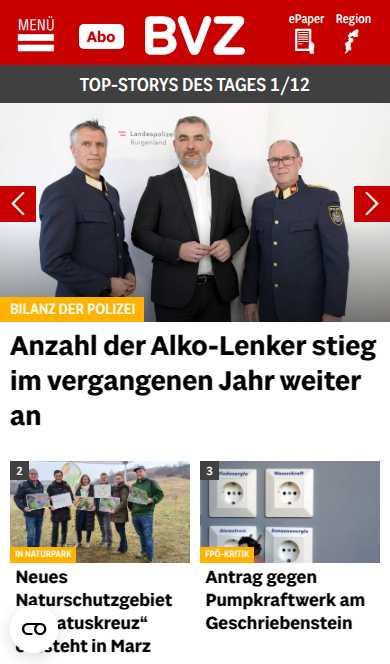 MENÜ
Abo
BVZ
ePaper
Region
TOP-STORYS DES TAGES 1/12
Landespolizei
Burgenland
BILANZ DER POLIZEI
Anzahl der Alko-Lenker stieg
im vergangenen Jahr weiter
an
2
IN NATURPARK
Neues
Naturschutzgebiet
atuskreuz“
steht in Marz
3
Windenergie
Wasserkraft
FPÖ-KRITIK
Antrag gegen
Pumpkraftwerk am
Geschriebenstein